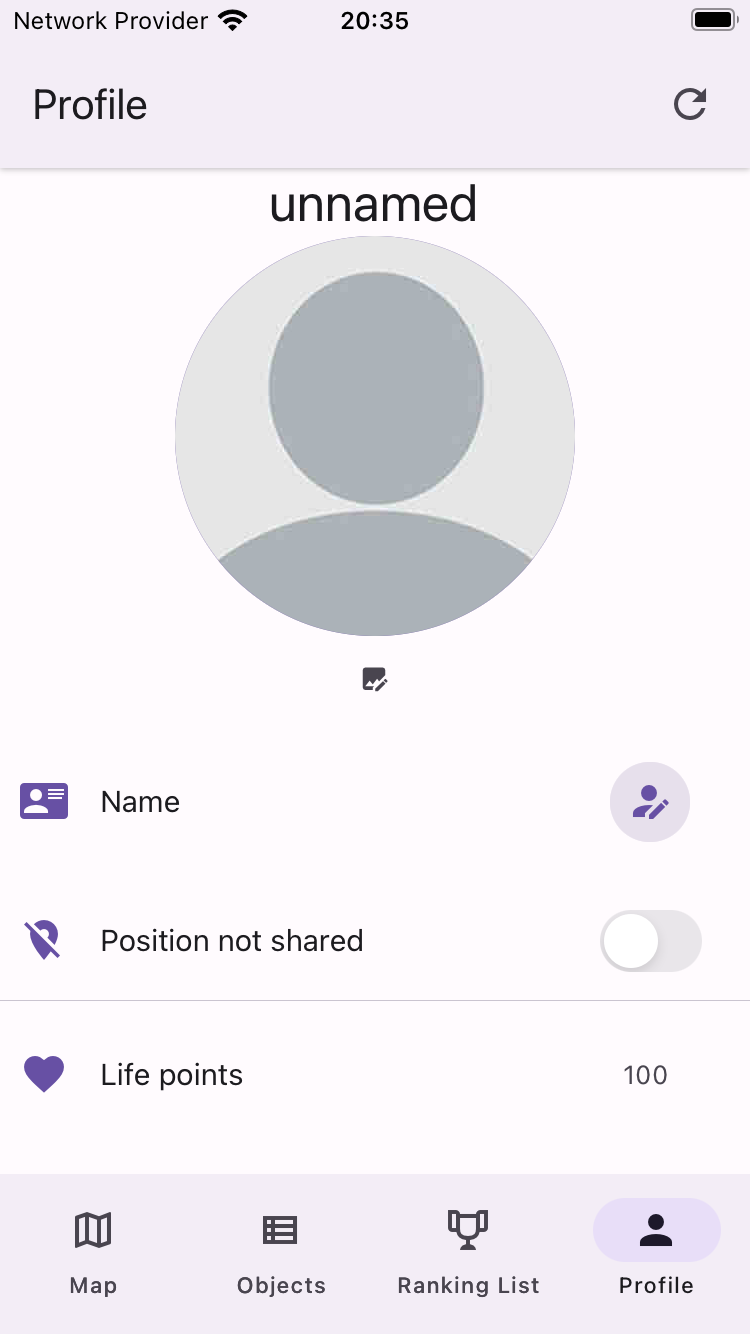 Network Provider 20:35
Profile
unnamed
Name
Position not shared
Life points 100
Map Objects Ranking List Profile